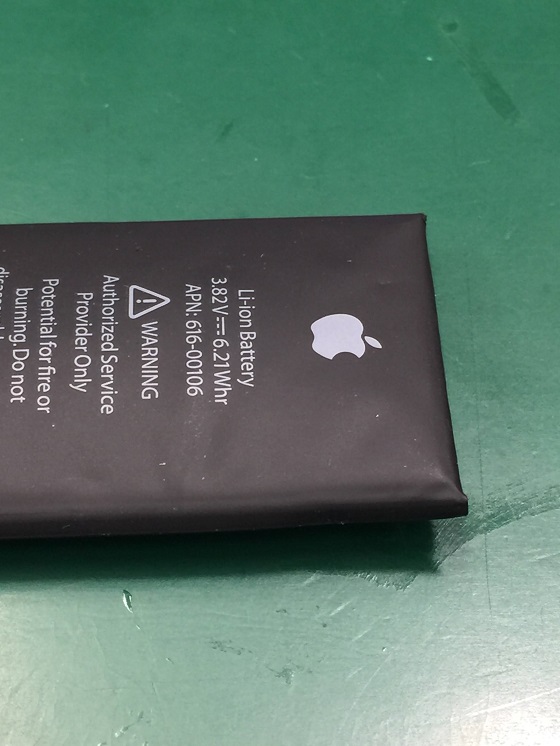 Li-ion Battery
3.82V⎓6.21Whr
APN: 616-00106
WARNING
Authorized Service
Provider Only
Potential for fire or
burning. Do not